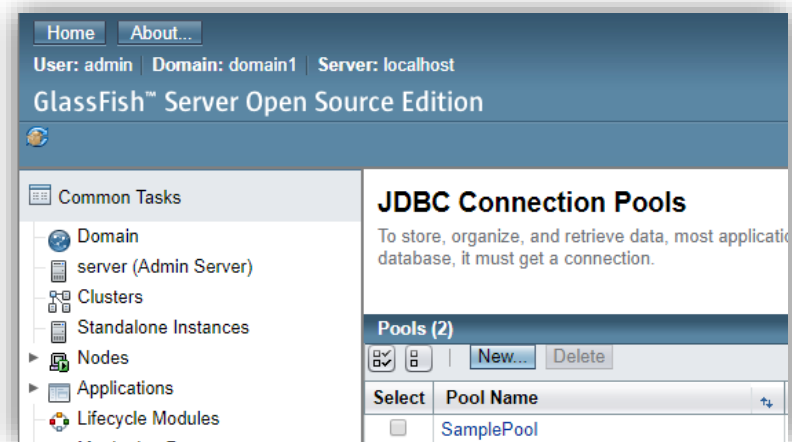 Home About...
User: admin Domain: domain1 Server: localhost
GlassFish™ Server Open Source Edition
Common Tasks
Domain
server (Admin Server)
Clusters
Standalone Instances
Nodes
Applications
Lifecycle Modules
JDBC Connection Pools
To store, organize, and retrieve data, most
database, it must get a connection.
Pools (2)
New... Delete
Select Pool Name
SamplePool